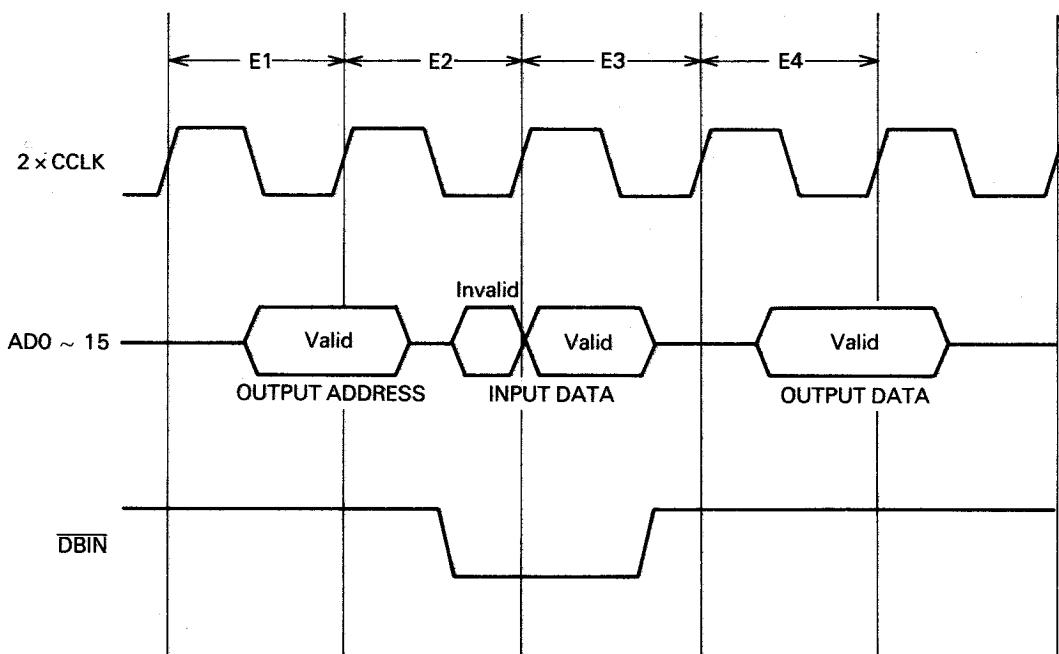 E1 E2 E3 E4
2 × CCLK
Invalid
AD0 ~ 15 Valid Valid Valid
OUTPUT ADDRESS INPUT DATA OUTPUT DATA
DBIN